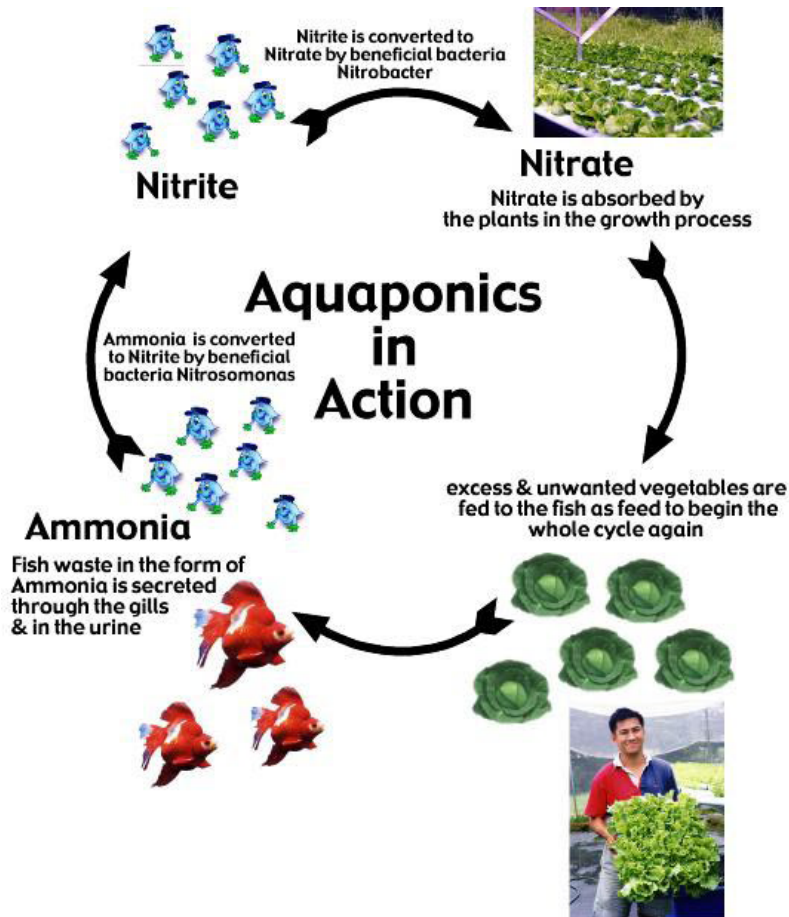 Nitrite is converted to
Nitrate by beneficial bacteria
Nitrobacter
Nitrite
Nitrate
Nitrate is absorbed by
the plants in the growth process
Aquaponics
in
Action
Ammonia is converted
to Nitrite by beneficial
bacteria Nitrosomonas
excess & unwanted vegetables are
fed to the fish as feed to begin the
whole cycle again
Ammonia
Fish waste in the form of
Ammonia is secreted
through the gills
& in the urine